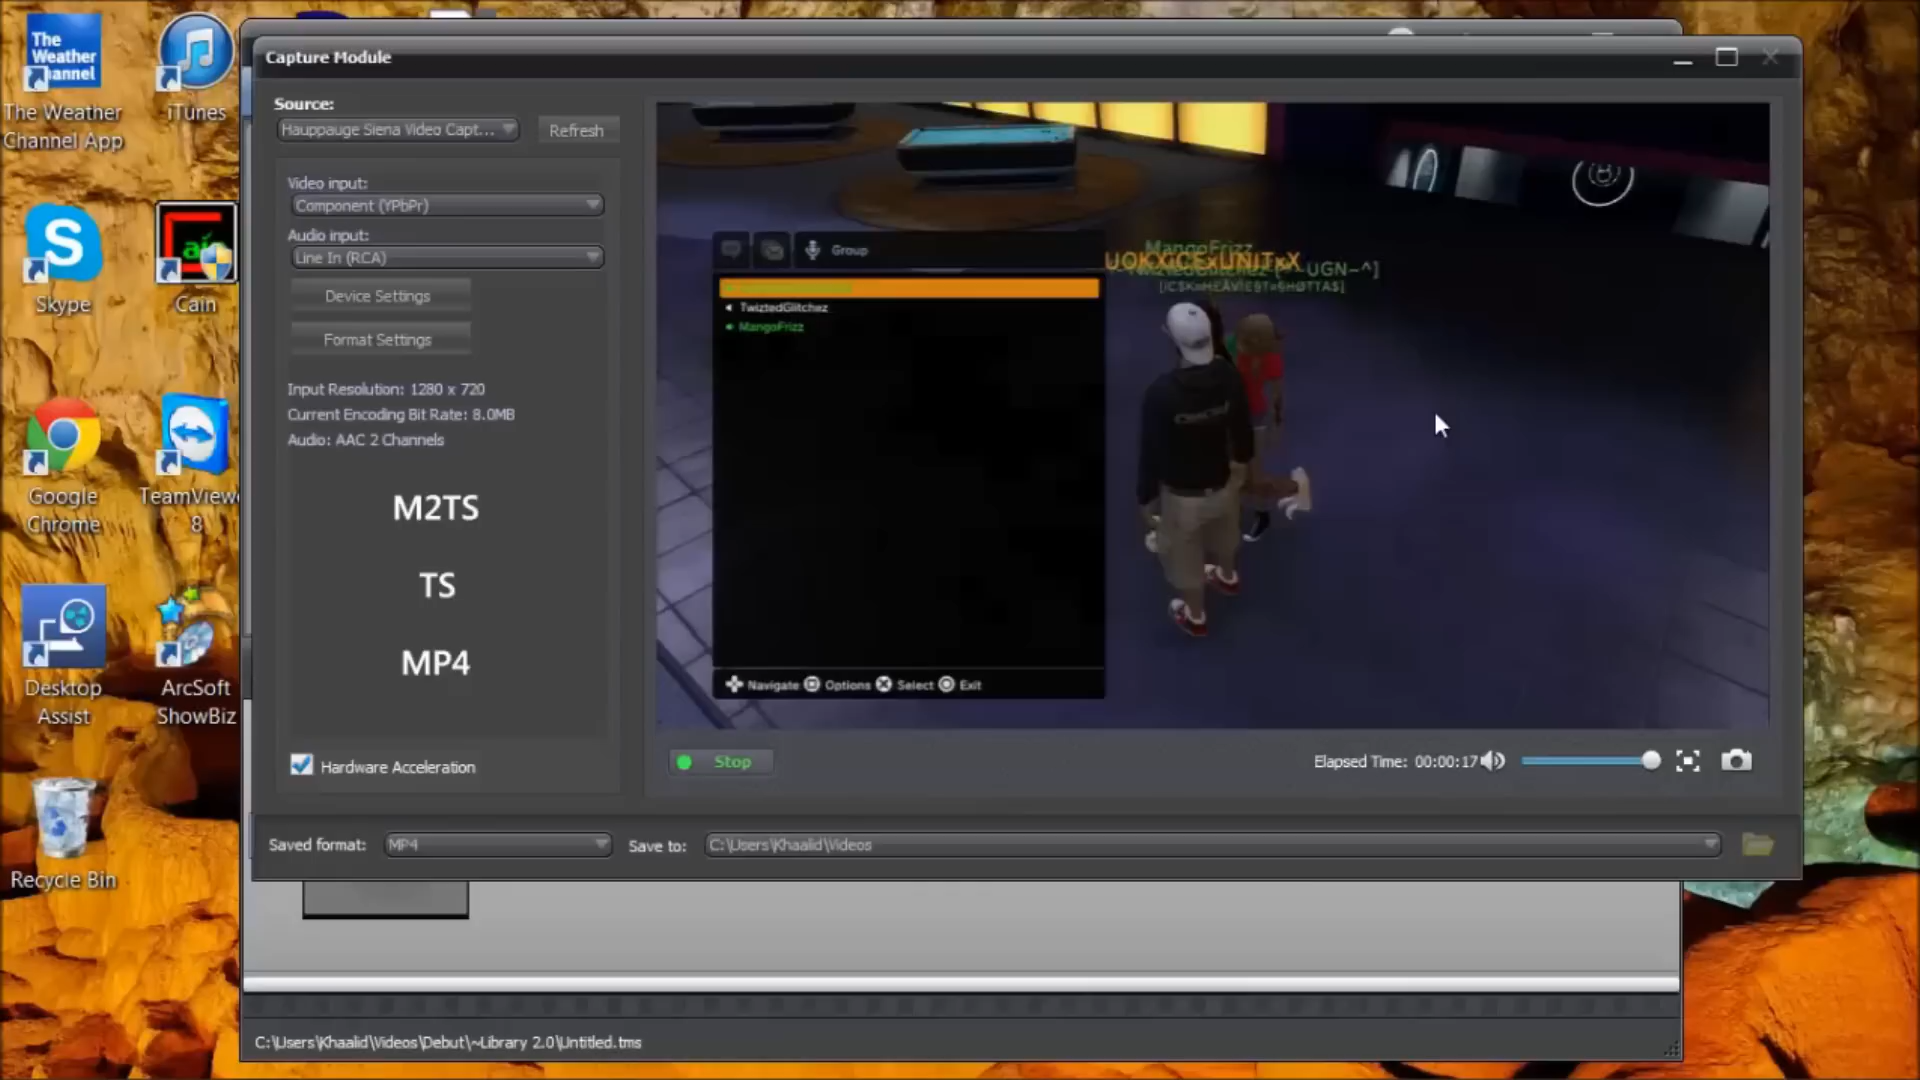 The
Weather
Channel
The Weather
Channel App
iTunes
Skype
Cain
Google
Chrome
TeamViewe
8
Desktop
Assist
ArcSoft
ShowBiz
Recycle Bin
Capture Module
Source:
Hauppauge Siena Video Capt...
Refresh
Video input:
Component (YPbPr)
Audio input:
Line In (RCA)
Device Settings
Format Settings
Input Resolution: 1280 x 720
Current Encoding Bit Rate: 8.0MB
Audio: AAC 2 Channels
M2TS
TS
MP4
Hardware Acceleration
Group
TwiztedGlitchez
MangoFrizz
Navigate Options Select Exit
MangoFrizz
UOKXiCExUNiTxX
Stop
Elapsed Time: 00:00:17
Saved format: MP4
Save to: C:\Users\Khaalid\Videos
C:\Users\Khaalid\Videos\Debut\~Library 2.0\Untitled.tms